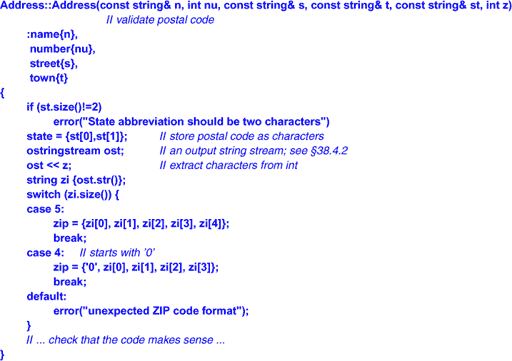 Address::Address(const string& n, int nu, const string& s, const string& t, const string& st, int z)
// validate postal code
:name{n},
number{nu},
street{s},
town{t}
{
if (st.size()!=2)
error("State abbreviation should be two characters")
state = {st[0],st[1]}; // store postal code as characters
ostringstream ost; // an output string stream; see §38.4.2
ost << z; // extract characters from int
string zi {ost.str()};
switch (zi.size()) {
case 5:
zip = {zi[0], zi[1], zi[2], zi[3], zi[4]};
break;
case 4: // starts with '0'
zip = {'0', zi[0], zi[1], zi[2], zi[3]};
break;
default:
error("unexpected ZIP code format");
}
// ... check that the code makes sense ...
}